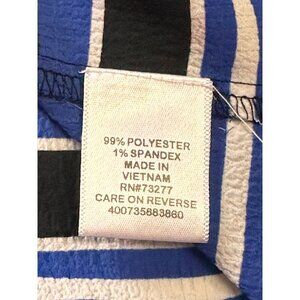 99% POLYESTER
1% SPANDEX
MADE IN
VIETNAM
RN#73277
CARE ON REVERSE
400735883860